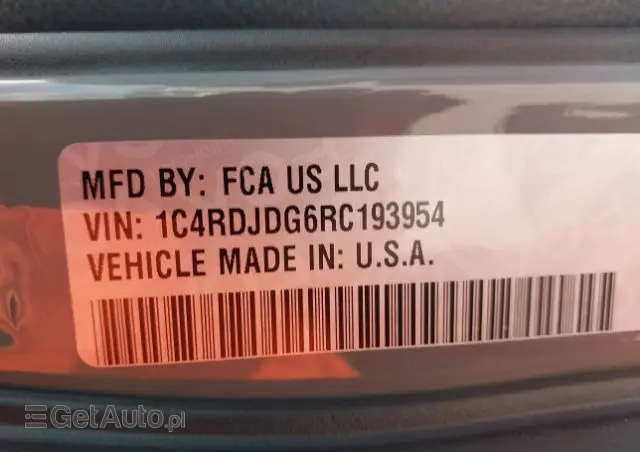 MFD BY: FCA US LLC
VIN: 1C4RDJDG6RC193954
VEHICLE MADE IN: U.S.A.
GetAuto.pl